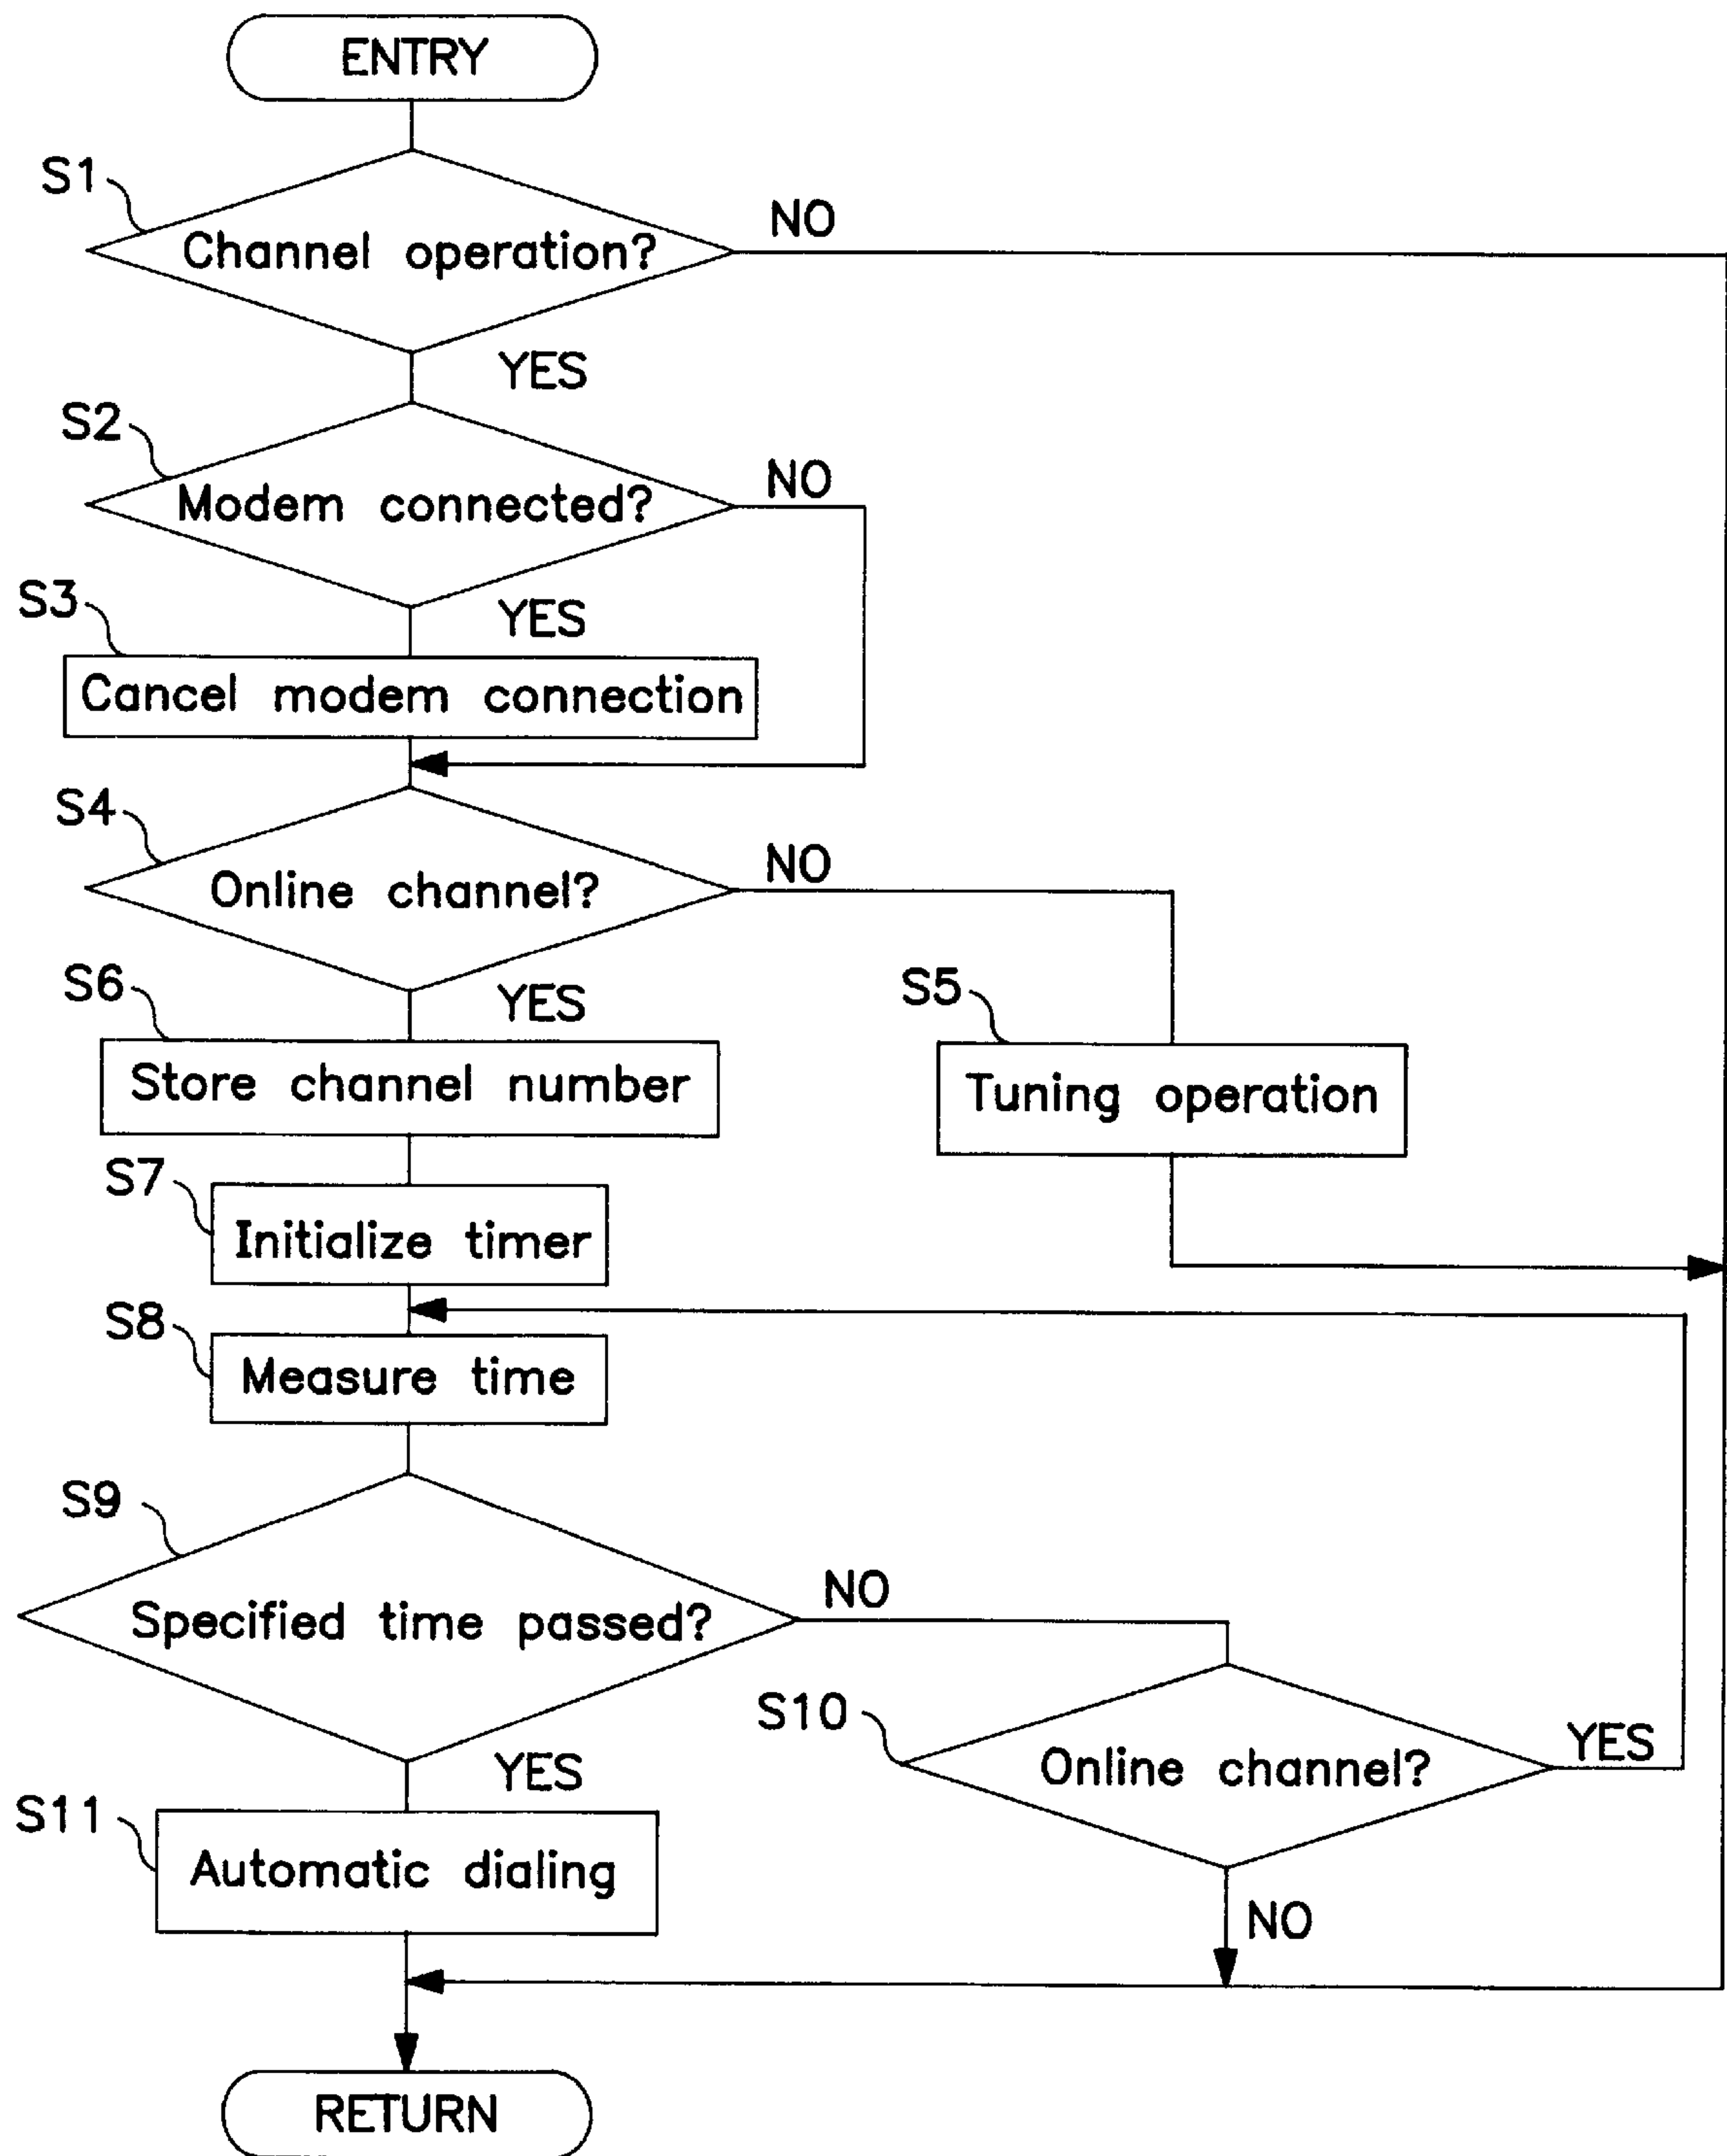 ENTRY
S1
Channel operation?
NO
YES
S2
Modem connected?
NO
YES
S3
Cancel modem connection
S4
Online channel?
NO
YES
S6
Store channel number
S5
Tuning operation
S7
Initialize timer
S8
Measure time
S9
Specified time passed?
NO
YES
S10
Online channel?
YES
NO
S11
Automatic dialing
RETURN